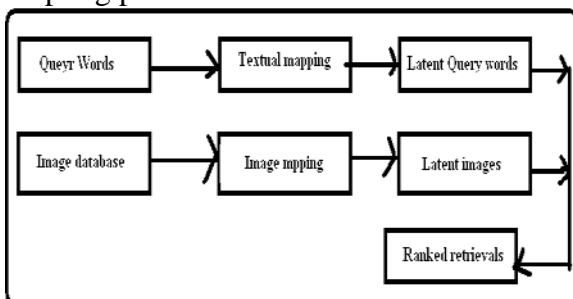 Queyr Words
Textual mapping
Latent Query words
Image database
Image mpping
Latent images
Ranked retrievals